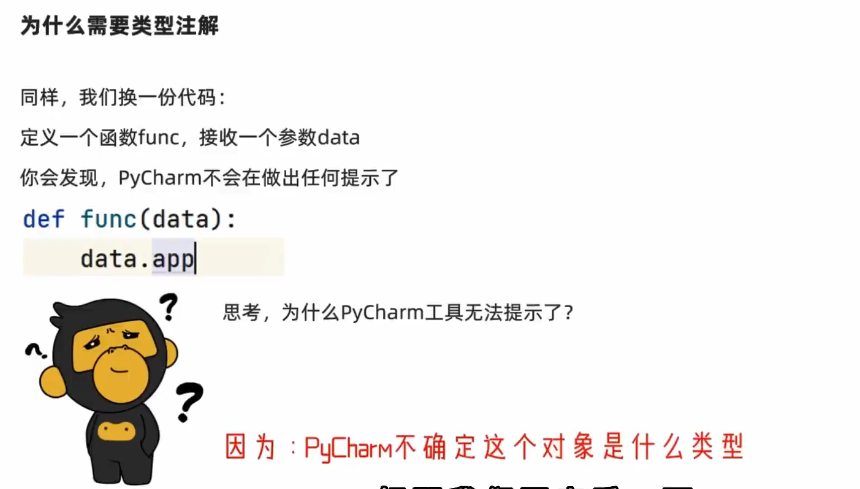 为什么需要类型注解
同样，我们换一份代码：
定义一个函数func，接收一个参数data
你会发现，PyCharm不会在做出任何提示了
def func(data):
data.app
思考，为什么PyCharm工具无法提示了？
因为：PyCharm不确定这个对象是什么类型